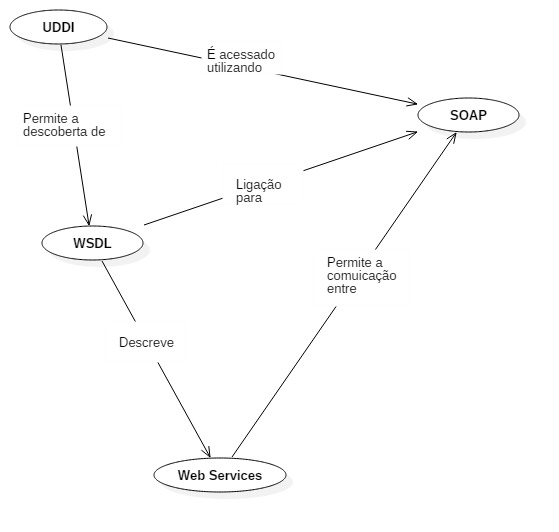 UDDI
É acessado
utilizando
SOAP
Permite a
descoberta de
Ligação
para
WSDL
Permite a
comuicação
entre
Descreve
Web Services